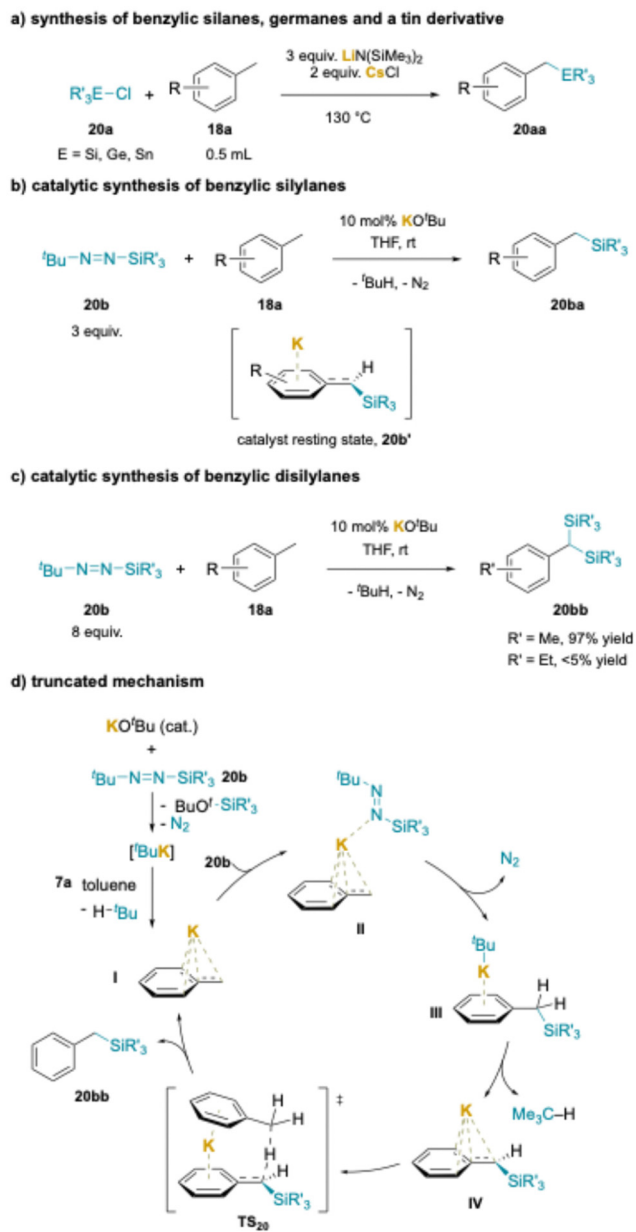 a) synthesis of benzylic silanes, germanes and a tin derivative
R'₃E–Cl + R
3 equiv. LiN(SiMe₃)₂
2 equiv. CsCl
130 °C
R ER'₃
20a 18a 20aa
E = Si, Ge, Sn 0.5 mL
b) catalytic synthesis of benzylic silylanes
ᵗBu–N=N–SiR'₃ + R
10 mol% KOᵗBu
THF, rt
- ᵗBuH, - N₂
R SiR'₃
20b 18a 20ba
3 equiv.
K
R H
SiR₃
catalyst resting state, 20b'
c) catalytic synthesis of benzylic disilylanes
SiR'₃
ᵗBu–N=N–SiR'₃ + R
10 mol% KOᵗBu
THF, rt
- ᵗBuH, - N₂
R' SiR'₃
20b 18a 20bb
8 equiv.
R' = Me, 97% yield
R' = Et, <5% yield
d) truncated mechanism
KOᵗBu (cat.)
+
ᵗBu–N=N–SiR'₃ 20b
- BuOᵗ-SiR'₃
- N₂
[ᵗBuK]
7a toluene
- H-ᵗBu
K
I
20b
ᵗBu
N
N
SiR'₃
K
II
N₂
ᵗBu
K
H
H
III
SiR'₃
Me₃C–H
K
H
SiR'₃
IV
‡
H
H
K
H
H
SiR'₃
TS₂₀
SiR'₃
20bb